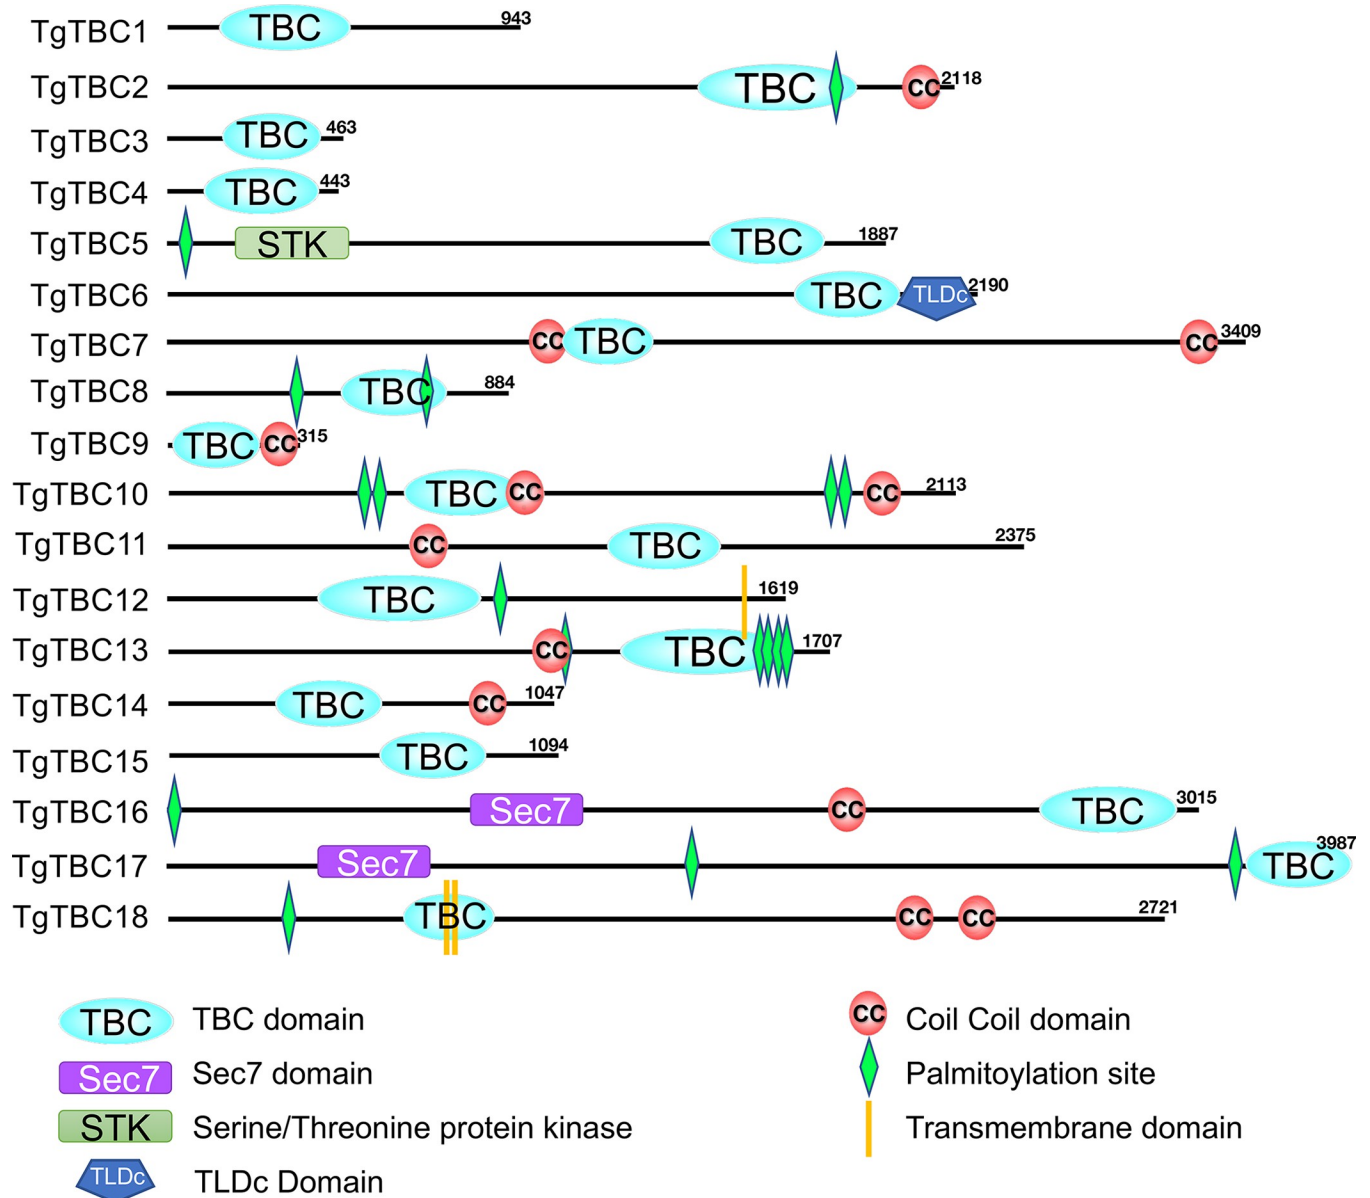 TgTBC1 TBC 943
TgTBC2 TBC CC 2118
TgTBC3 TBC 463
TgTBC4 TBC 443
TgTBC5 STK TBC 1887
TgTBC6 TBC TLDc 2190
TgTBC7 CC TBC CC 3409
TgTBC8 TBC 884
TgTBC9 TBC CC 315
TgTBC10 TBC CC CC 2113
TgTBC11 CC TBC 2375
TgTBC12 TBC 1619
TgTBC13 CC TBC 1707
TgTBC14 TBC CC 1047
TgTBC15 TBC 1094
TgTBC16 Sec7 CC TBC 3015
TgTBC17 Sec7 TBC 3987
TgTBC18 TBC CC CC 2721
TBC TBC domain
Sec7 Sec7 domain
STK Serine/Threonine protein kinase
TLDc TLDc Domain
CC Coil Coil domain
Palmitoylation site
Transmembrane domain